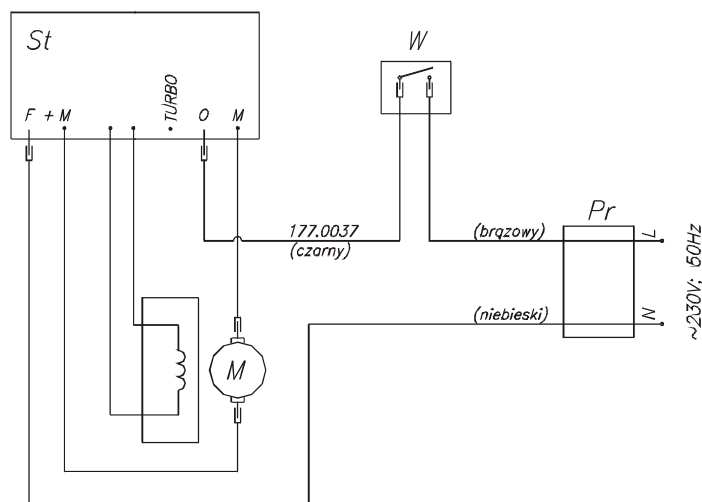 St
W
F + M
TURBO
O
M
177.0037
(czarny)
(brązowy)
Pr
L
(niebieski)
N
~230V; 50Hz
M